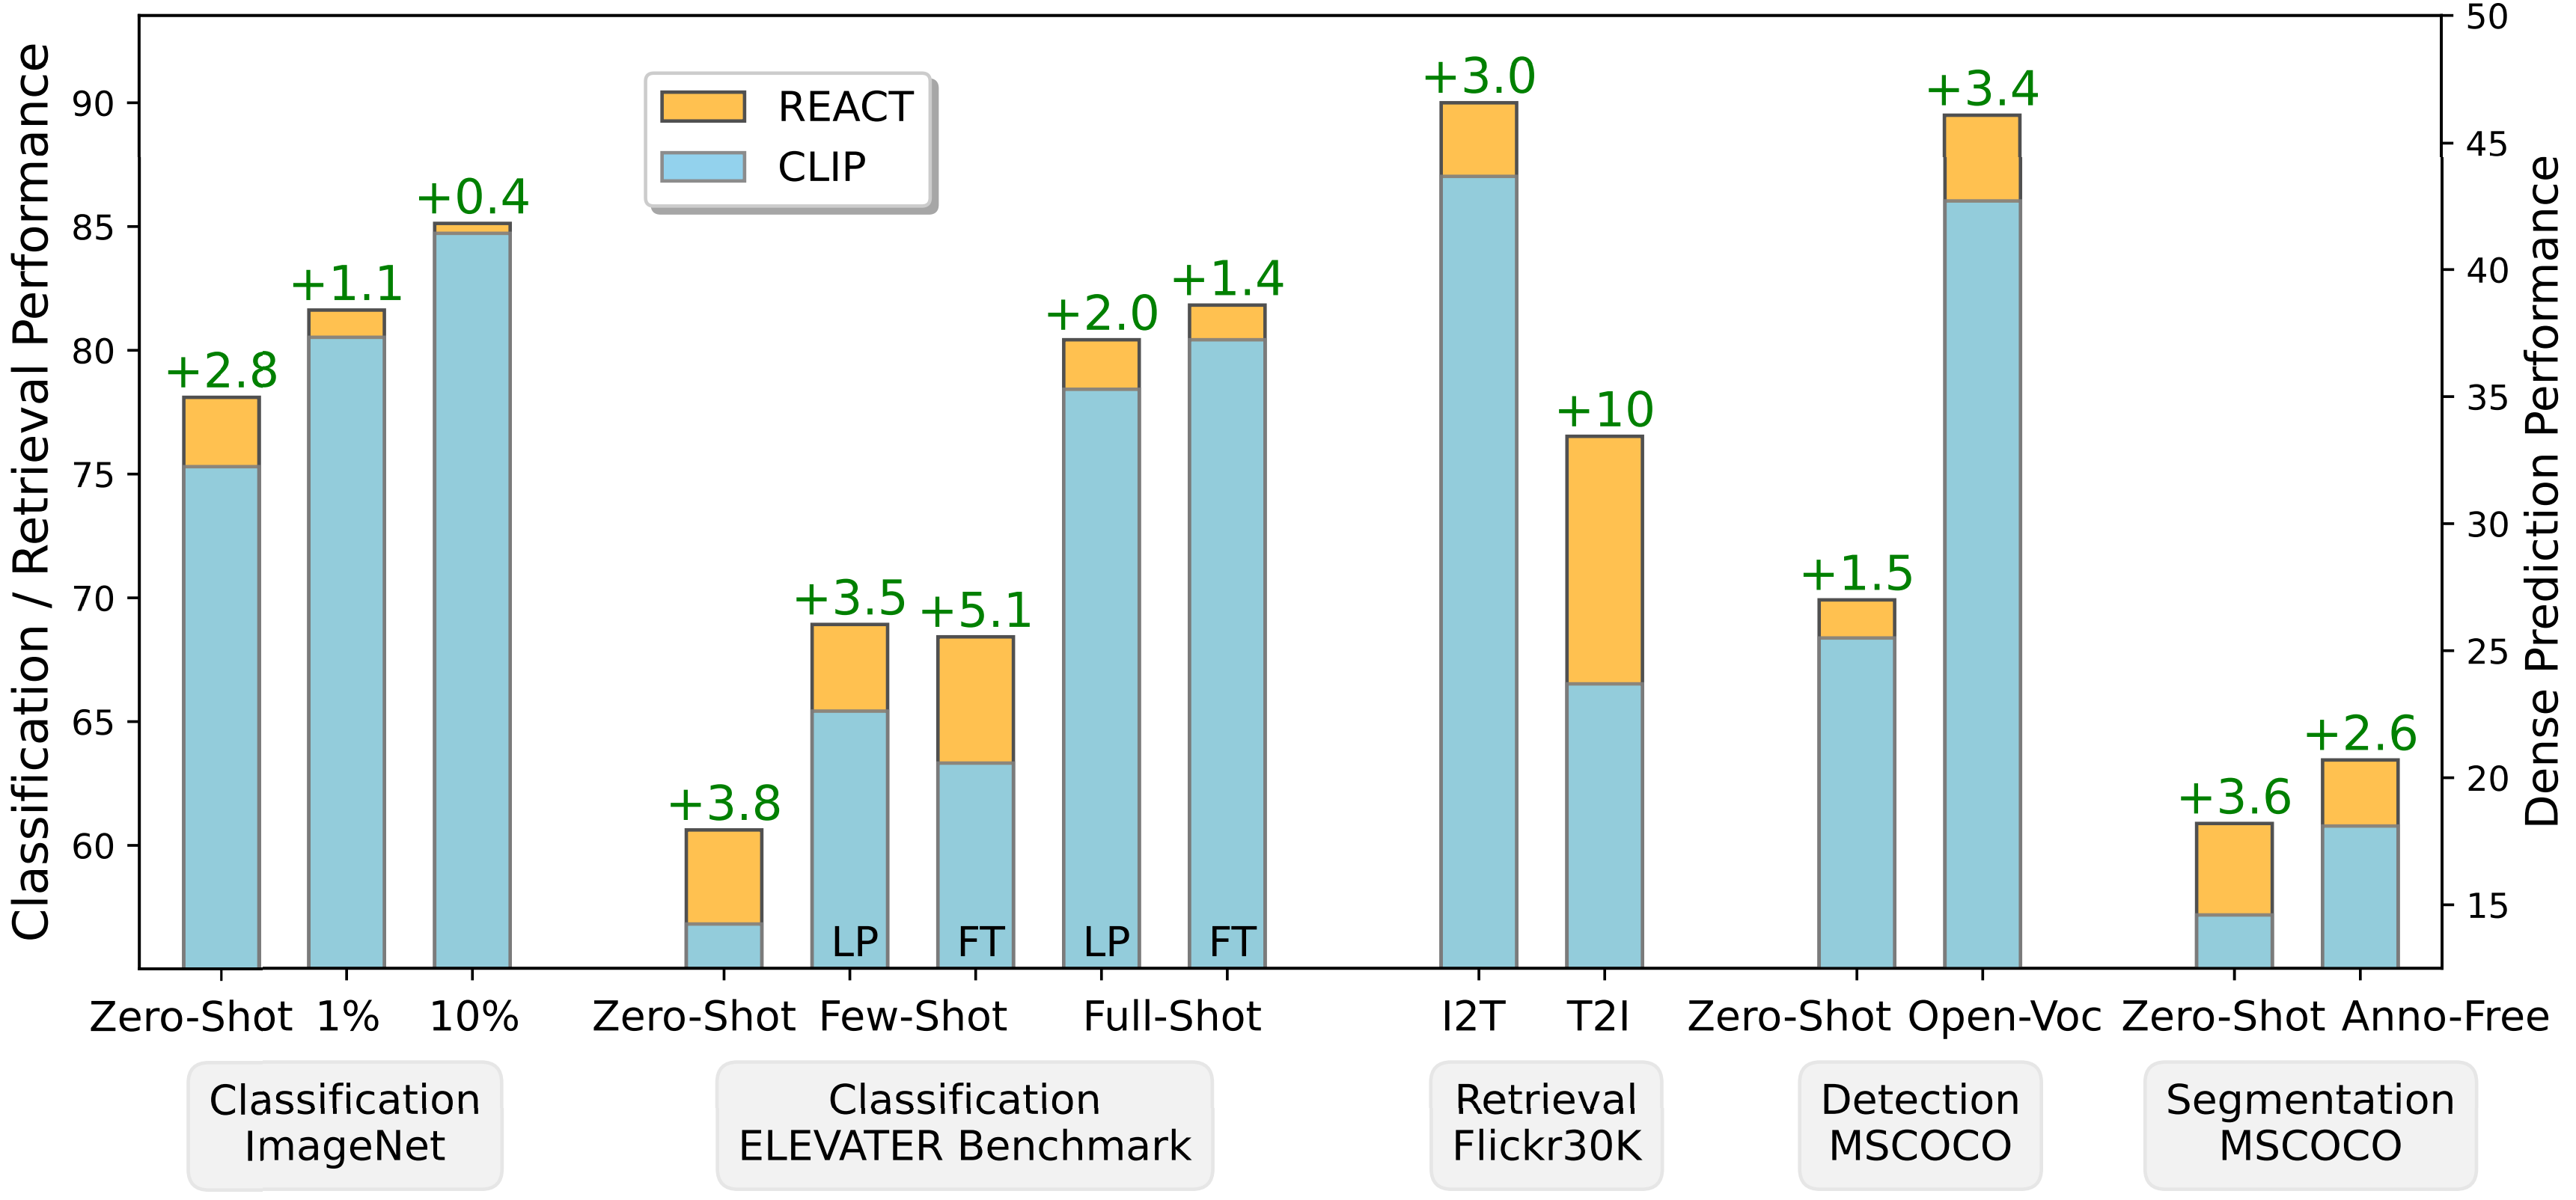 Classification / Retrieval Performance
90
85
80
75
70
65
60
REACT
CLIP
+2.8
+1.1
+0.4
+3.8
+3.5
+5.1
+2.0
+1.4
+3.0
+10
+1.5
+3.4
+3.6
+2.6
LP
FT
LP
FT
50
45
40
35
30
25
20
15
Dense Prediction Performance
Zero-Shot 1% 10% Zero-Shot Few-Shot Full-Shot I2T T2I Zero-Shot Open-Voc Zero-Shot Anno-Free
Classification
ImageNet
Classification
ELEVATER Benchmark
Retrieval
Flickr30K
Detection
MSCOCO
Segmentation
MSCOCO